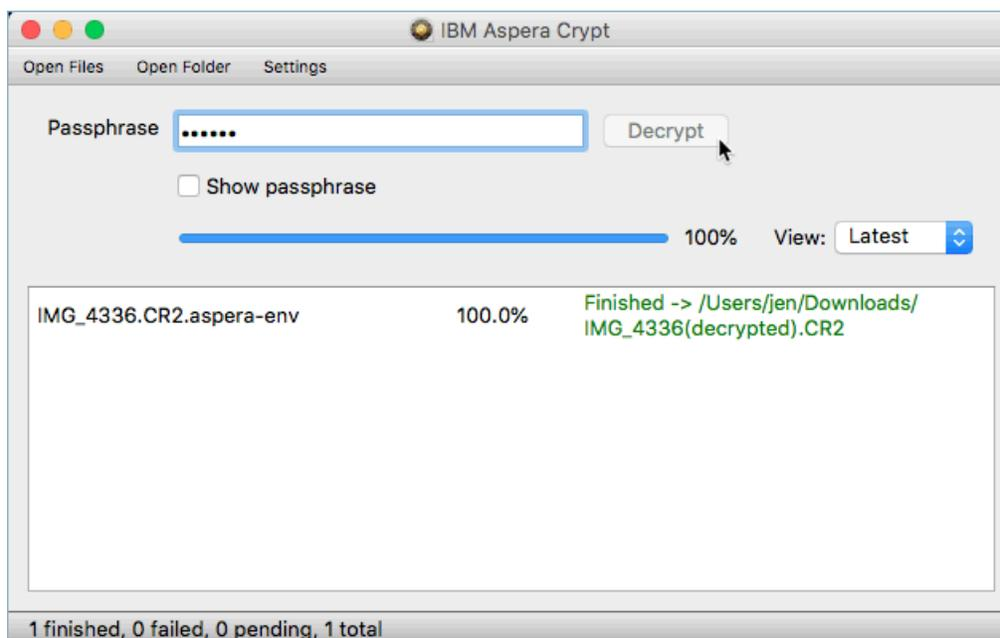 IBM Aspera Crypt
Open Files Open Folder Settings
Passphrase •••••• Decrypt
Show passphrase
100% View: Latest
IMG_4336.CR2.aspera-env 100.0% Finished -> /Users/jen/Downloads/
IMG_4336(decrypted).CR2
1 finished, 0 failed, 0 pending, 1 total